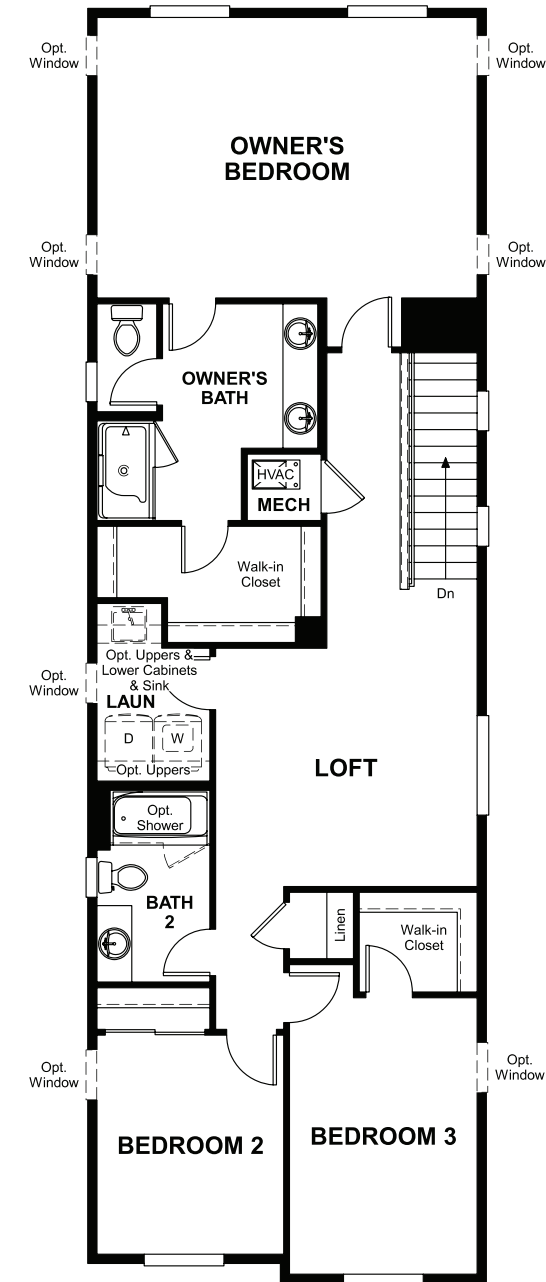 Opt.
Window
Opt.
Window
OWNER'S
BEDROOM
Opt.
Window
Opt.
Window
OWNER'S
BATH
HVAC
MECH
Walk-in
Closet
Dn
Opt. Uppers &
Lower Cabinets
& Sink
Opt.
Window
LAUN
D
W
Opt. Uppers
LOFT
Opt.
Shower
BATH
2
Linen
Walk-in
Closet
Opt.
Window
Opt.
Window
BEDROOM 2
BEDROOM 3